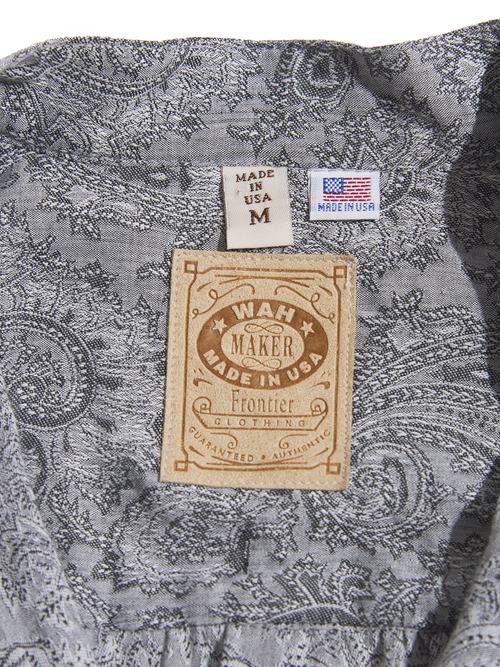 MADE
IN
USA
M
MADE IN USA
WAH
MAKER
MADE IN USA
Frontier
CLOTHING
GUARANTEED • AUTHENTIC